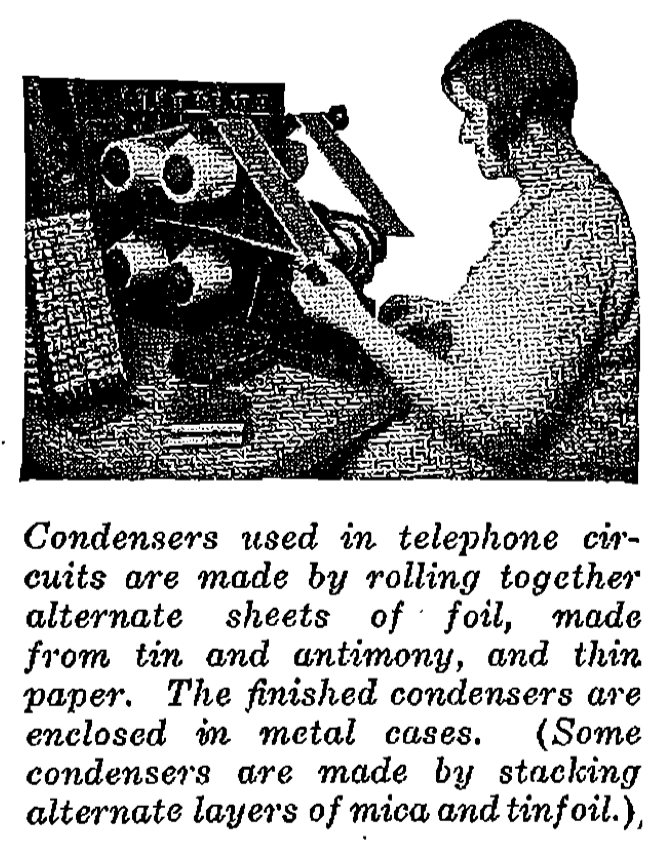 Condensers used in telephone cir-
cuits are made by rolling together
alternate sheets of foil, made
from tin and antimony, and thin
paper. The finished condensers are
enclosed in metal cases. (Some
condensers are made by stacking
alternate layers of mica and tinfoil.),